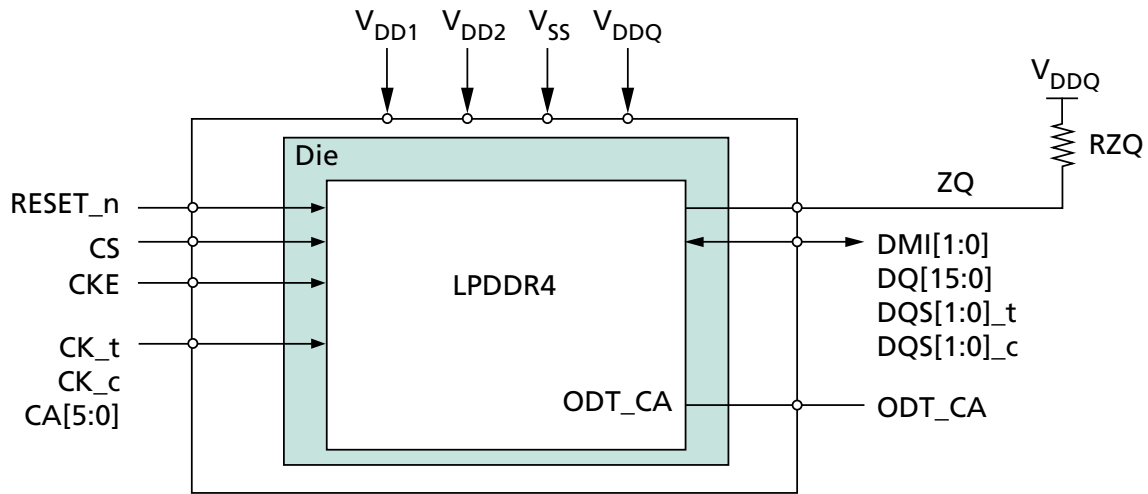 VDD1 VDD2 VSS VDDQ
VDDQ
RZQ
Die
RESET_n
ZQ
CS
DMI[1:0]
CKE
LPDDR4
DQ[15:0]
DQS[1:0]_t
CK_t
DQS[1:0]_c
CK_c
CA[5:0]
ODT_CA
ODT_CA